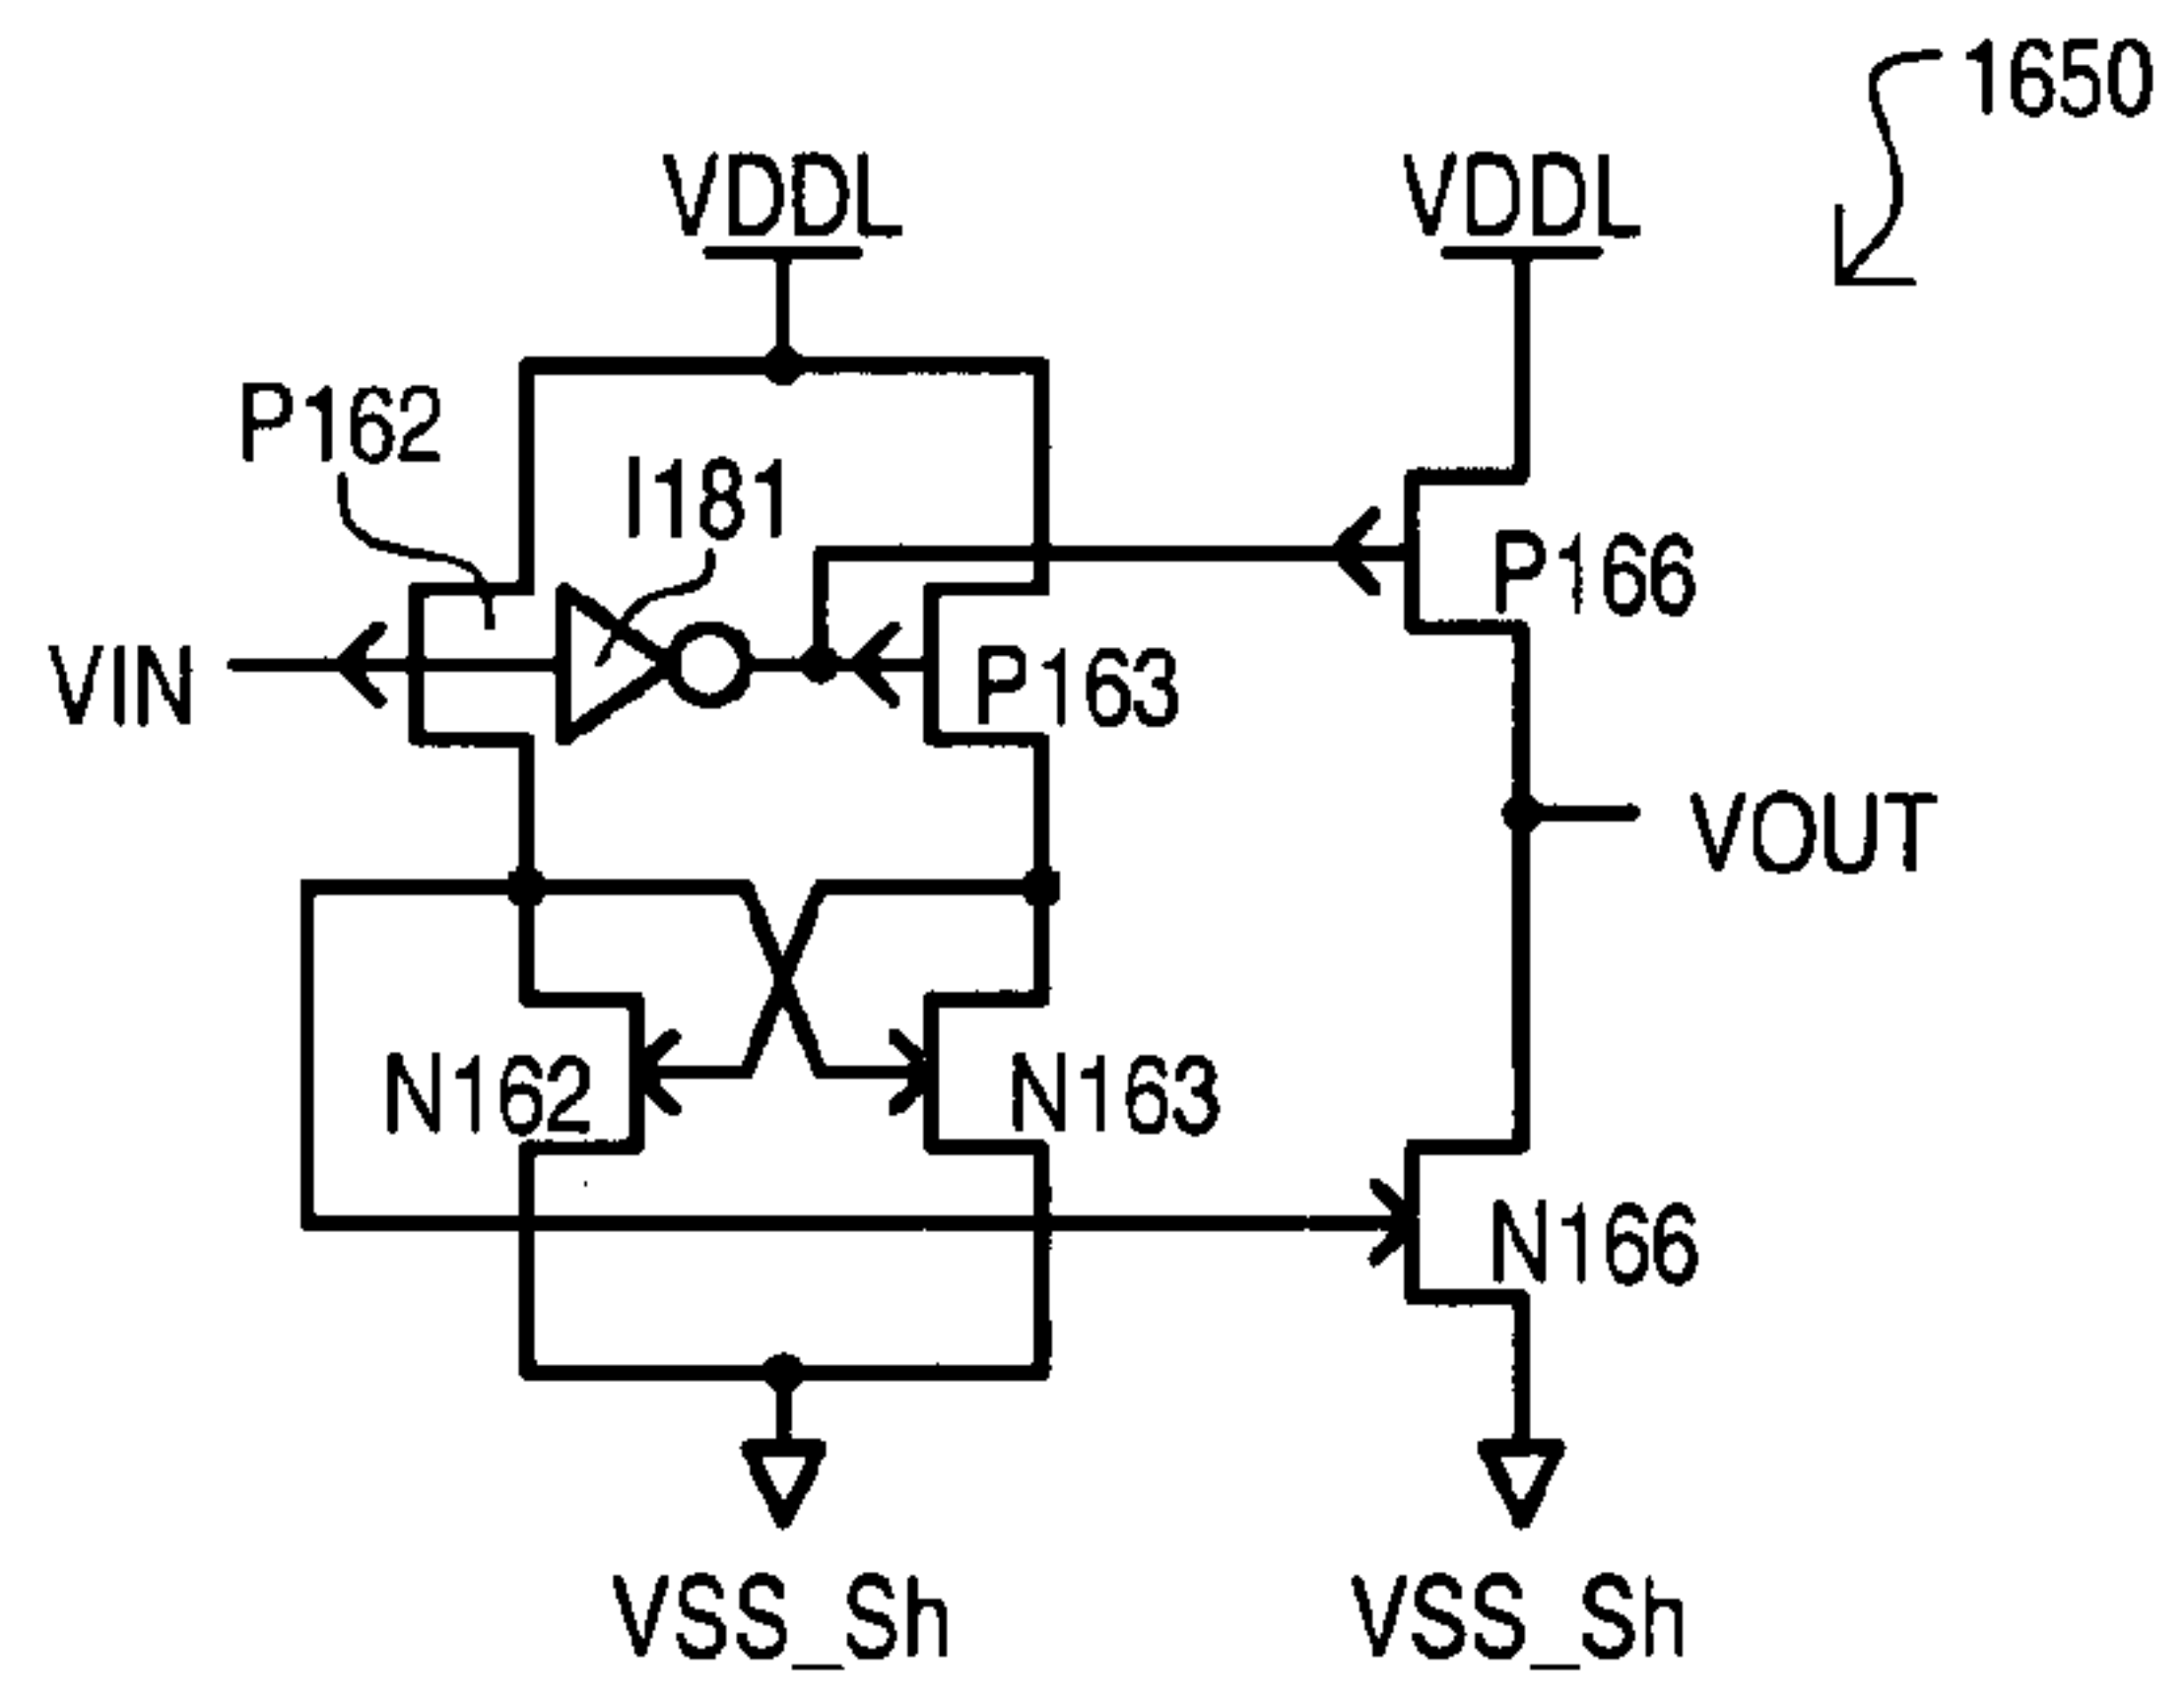 1650
VDDL
VDDL
P162
I181
P166
VIN
P163
VOUT
N162
N163
N166
VSS_Sh
VSS_Sh